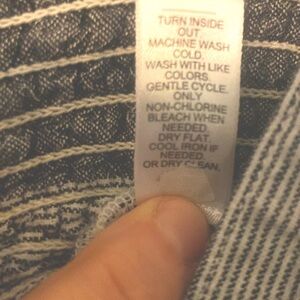 TURN INSIDE
OUT.
MACHINE WASH
COLD.
WASH WITH LIKE
COLORS.
GENTLE CYCLE.
ONLY
NON-CHLORINE
BLEACH WHEN
NEEDED.
DRY FLAT.
COOL IRON IF
NEEDED.
OR DRY CLEAN.